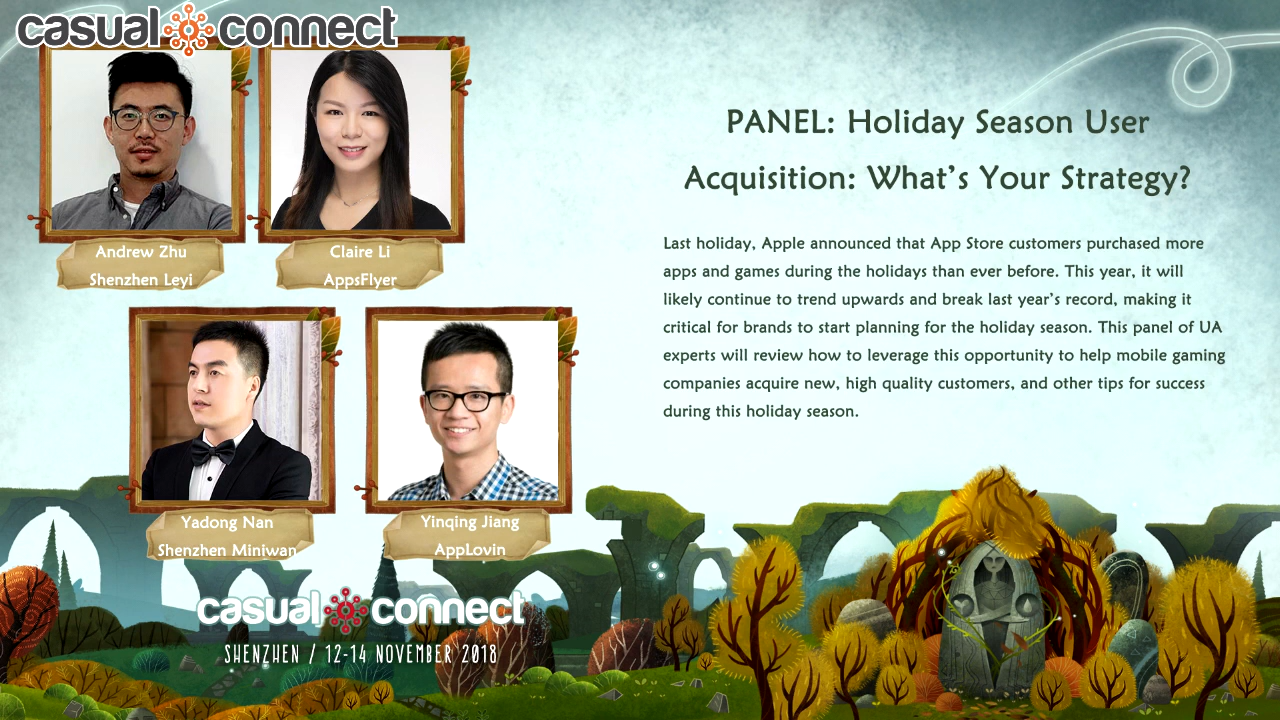 casual connect
Andrew Zhu
Shenzhen Leyi
Claire Li
AppsFlyer
Yadong Nan
Shenzhen Miniwan
Yinqing Jiang
AppLovin
casual connect
SHENZHEN / 12-14 NOVEMBER 2018
PANEL: Holiday Season User
Acquisition: What's Your Strategy?
Last holiday, Apple announced that App Store customers purchased more
apps and games during the holidays than ever before. This year, it will
likely continue to trend upwards and break last year's record, making it
critical for brands to start planning for the holiday season. This panel of UA
experts will review how to leverage this opportunity to help mobile gaming
companies acquire new, high quality customers, and other tips for success
during this holiday season.